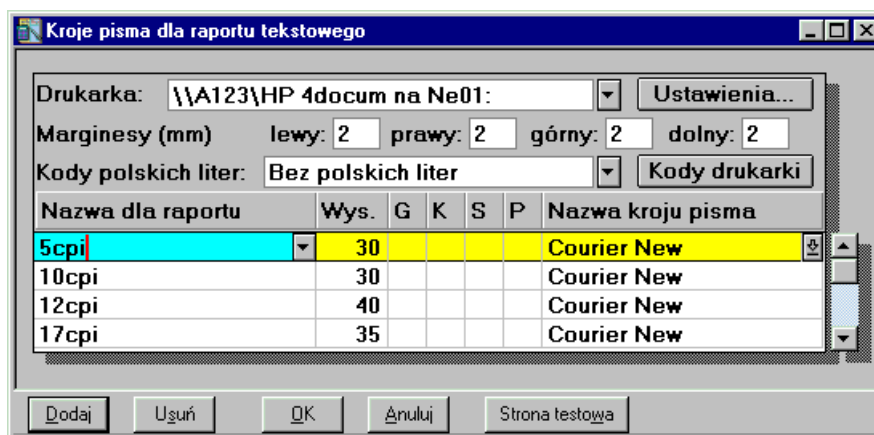 Kroje pisma dla raportu tekstowego
Drukarka: \\A123\HP 4docum na Ne01: Ustawienia...
Marginesy (mm) lewy: 2 prawy: 2 górny: 2 dolny: 2
Kody polskich liter: Bez polskich liter Kody drukarki
Nazwa dla raportu Wys. G K S P Nazwa kroju pisma
5cpi 30 Courier New
10cpi 30 Courier New
12cpi 40 Courier New
17cpi 35 Courier New
Dodaj Usuń OK Anuluj Strona testowa